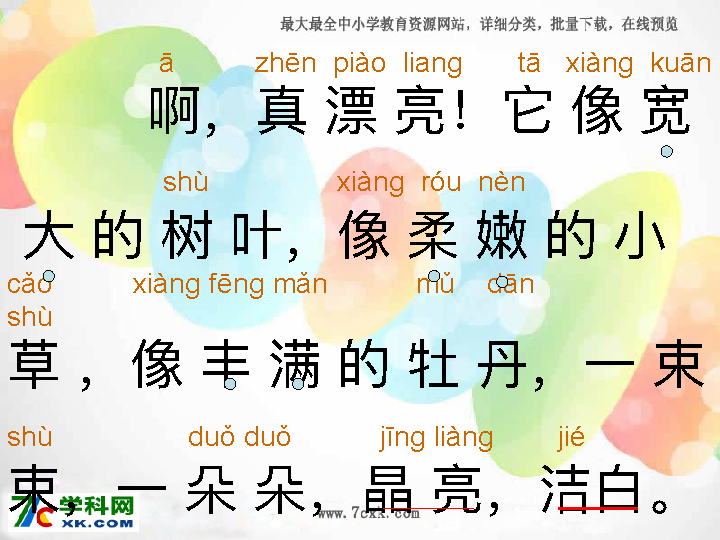 最大最全中小学教育资源网站，详细分类，批量下载，在线预览
ā zhēn piào liang tā xiàng kuān
啊，真漂亮！它像宽
shù xiàng róu nèn
大的树叶，像柔嫩的小
cǎo xiàng fēng mǎn mǔ dān
shù
草，像丰满的牡丹，一束
shù duǒ duǒ jīng liàng jié
束，一朵朵，晶亮，洁白。
7C 学科网
XK.COM
www.7cxk.com